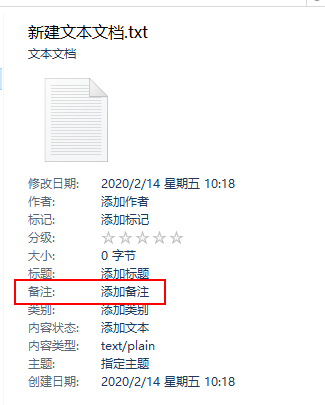 新建文本文档.txt
文本文档
修改日期: 2020/2/14 星期五 10:18
作者: 添加作者
标记: 添加标记
分级:
大小: 0 字节
标题: 添加标题
备注: 添加备注
类别: 添加类别
内容状态: 添加文本
内容类型: text/plain
主题: 指定主题
创建日期: 2020/2/14 星期五 10:18